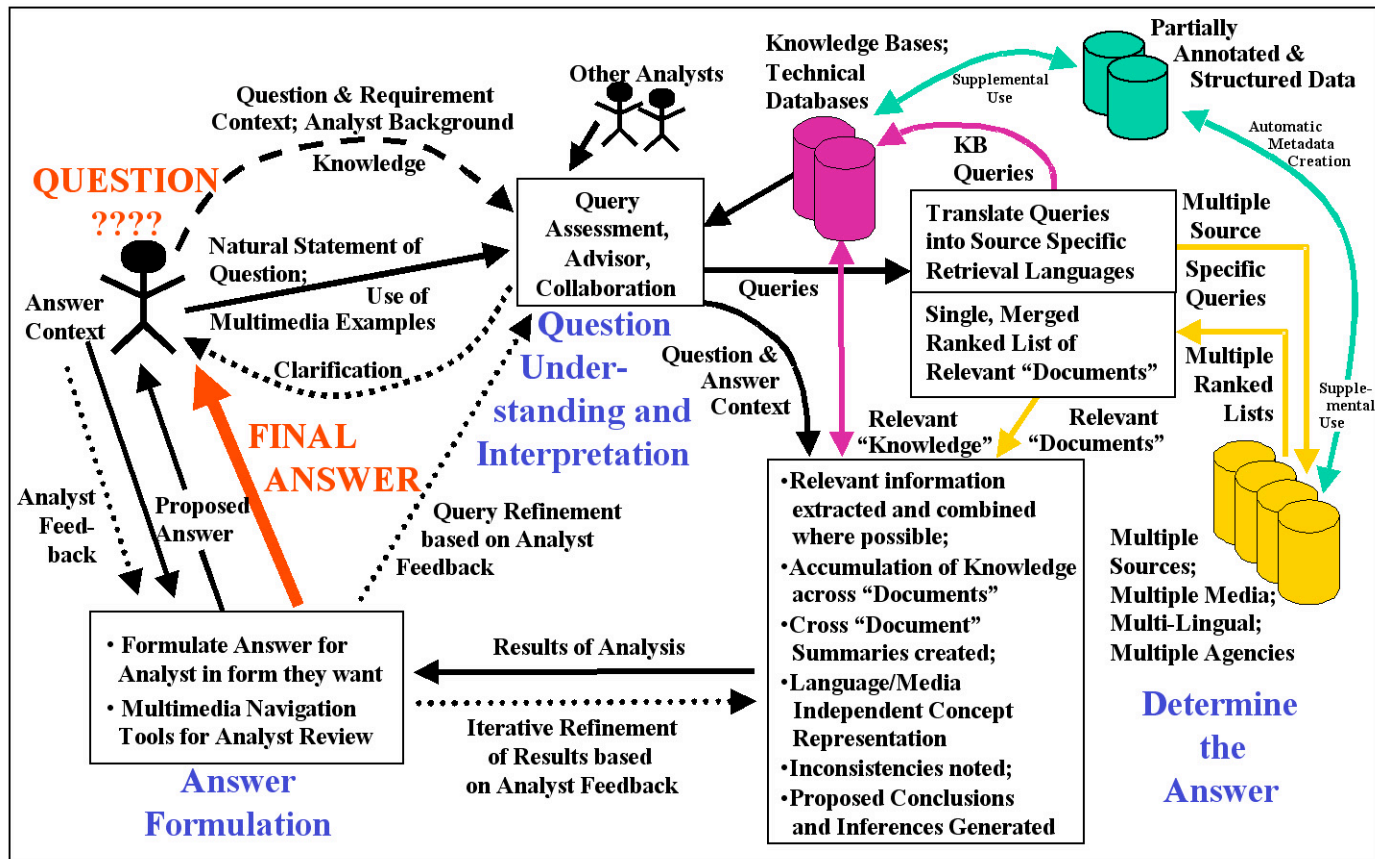 Other Analysts
Question & Requirement
Context; Analyst Background
Knowledge
QUESTION
????
Natural Statement of
Question;
Use of
Multimedia Examples
Clarification
Answer
Context
Query
Assessment,
Advisor,
Collaboration
Question
Under-
standing and
Interpretation
Knowledge Bases;
Technical
Databases
Supplemental
Use
Partially
Annotated &
Structured Data
Automatic
Metadata
Creation
KB
Queries
Queries
Translate Queries
into Source Specific
Retrieval Languages
Single, Merged
Ranked List of
Relevant “Documents”
Multiple
Source
Specific
Queries
Multiple
Ranked
Lists
Supple-
mental
Use
Question &
Answer
Context
Relevant
“Knowledge”
Relevant
“Documents”
FINAL
ANSWER
Analyst
Feed-
back
Proposed
Answer
Query Refinement
based on Analyst
Feedback
•Relevant information
extracted and combined
where possible;
•Accumulation of Knowledge
across “Documents”
•Cross “Document”
Summaries created;
•Language/Media
Independent Concept
Representation
•Inconsistencies noted;
•Proposed Conclusions
and Inferences Generated
Multiple
Sources;
Multiple Media;
Multi-Lingual;
Multiple Agencies
Determine
the
Answer
• Formulate Answer for
Analyst in form they want
• Multimedia Navigation
Tools for Analyst Review
Results of Analysis
Iterative Refinement
of Results based
on Analyst Feedback
Answer
Formulation